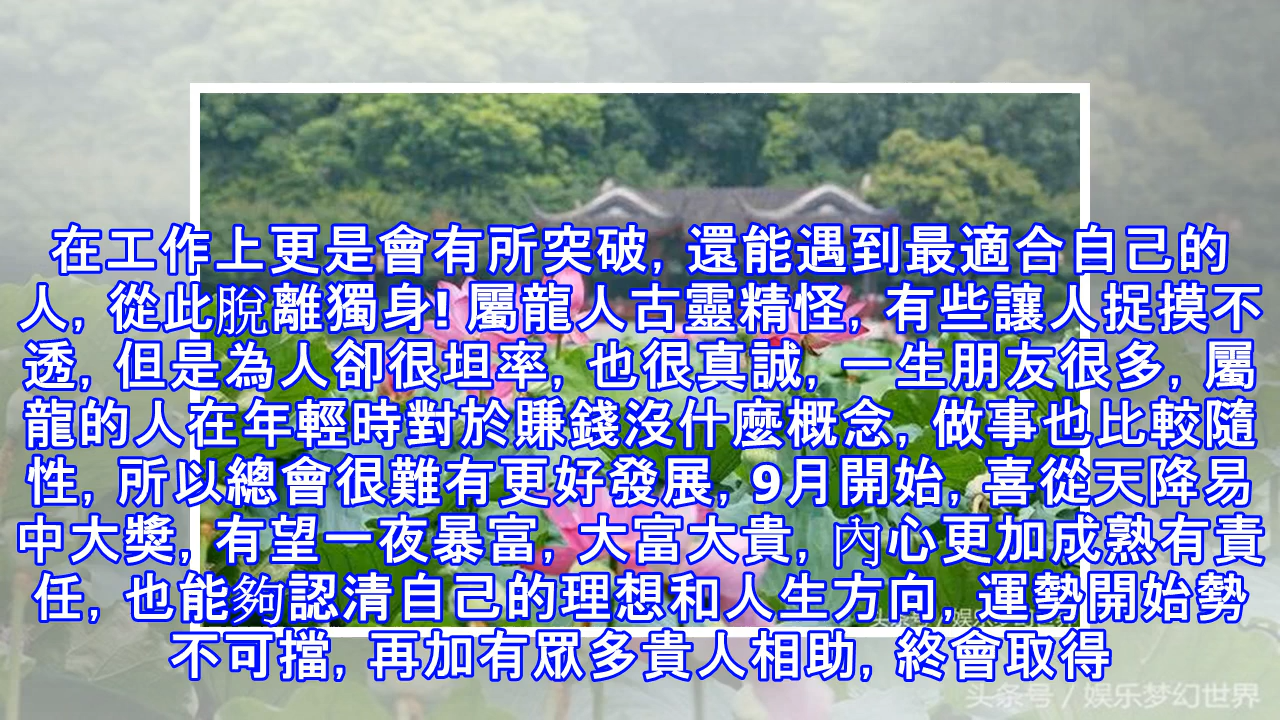 在工作上更是會有所突破, 還能遇到最適合自己的
人, 從此脫離獨身! 屬龍人古靈精怪, 有些讓人捉摸不
透, 但是為人卻很坦率, 也很真誠, 一生朋友很多, 屬
龍的人在年輕時對於賺錢沒什麼概念, 做事也比較隨
性, 所以總會很難有更好發展, 9月開始, 喜從天降易
中大獎, 有望一夜暴富, 大富大貴, 內心更加成熟有責
任, 也能夠認清自己的理想和人生方向, 運勢開始勢
不可擋, 再加有眾多貴人相助, 終會取得
头条号 / 娱乐梦幻世界
头条号 / 娱乐梦幻世界